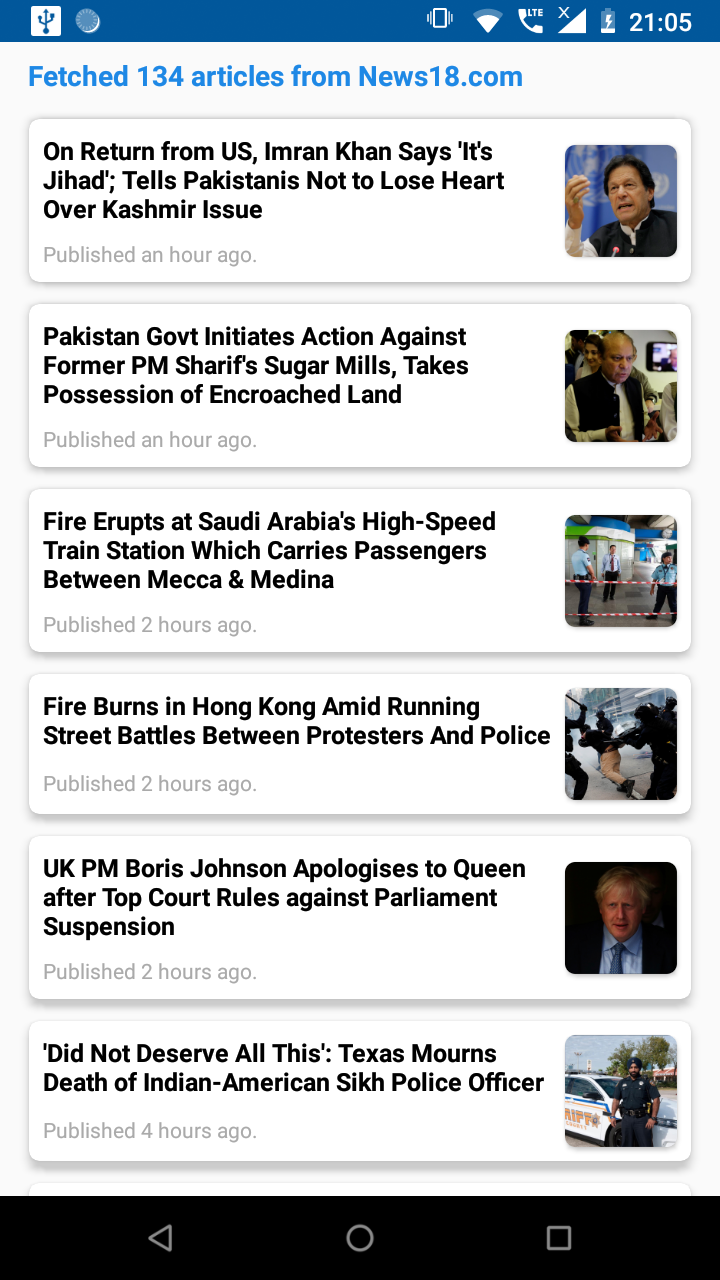 LTE
X
21:05
Fetched 134 articles from News18.com
On Return from US, Imran Khan Says 'It's
Jihad'; Tells Pakistanis Not to Lose Heart
Over Kashmir Issue
Published an hour ago.
Pakistan Govt Initiates Action Against
Former PM Sharif's Sugar Mills, Takes
Possession of Encroached Land
Published an hour ago.
Fire Erupts at Saudi Arabia's High-Speed
Train Station Which Carries Passengers
Between Mecca & Medina
Published 2 hours ago.
Fire Burns in Hong Kong Amid Running
Street Battles Between Protesters And Police
Published 2 hours ago.
UK PM Boris Johnson Apologises to Queen
after Top Court Rules against Parliament
Suspension
Published 2 hours ago.
'Did Not Deserve All This': Texas Mourns
Death of Indian-American Sikh Police Officer
Published 4 hours ago.